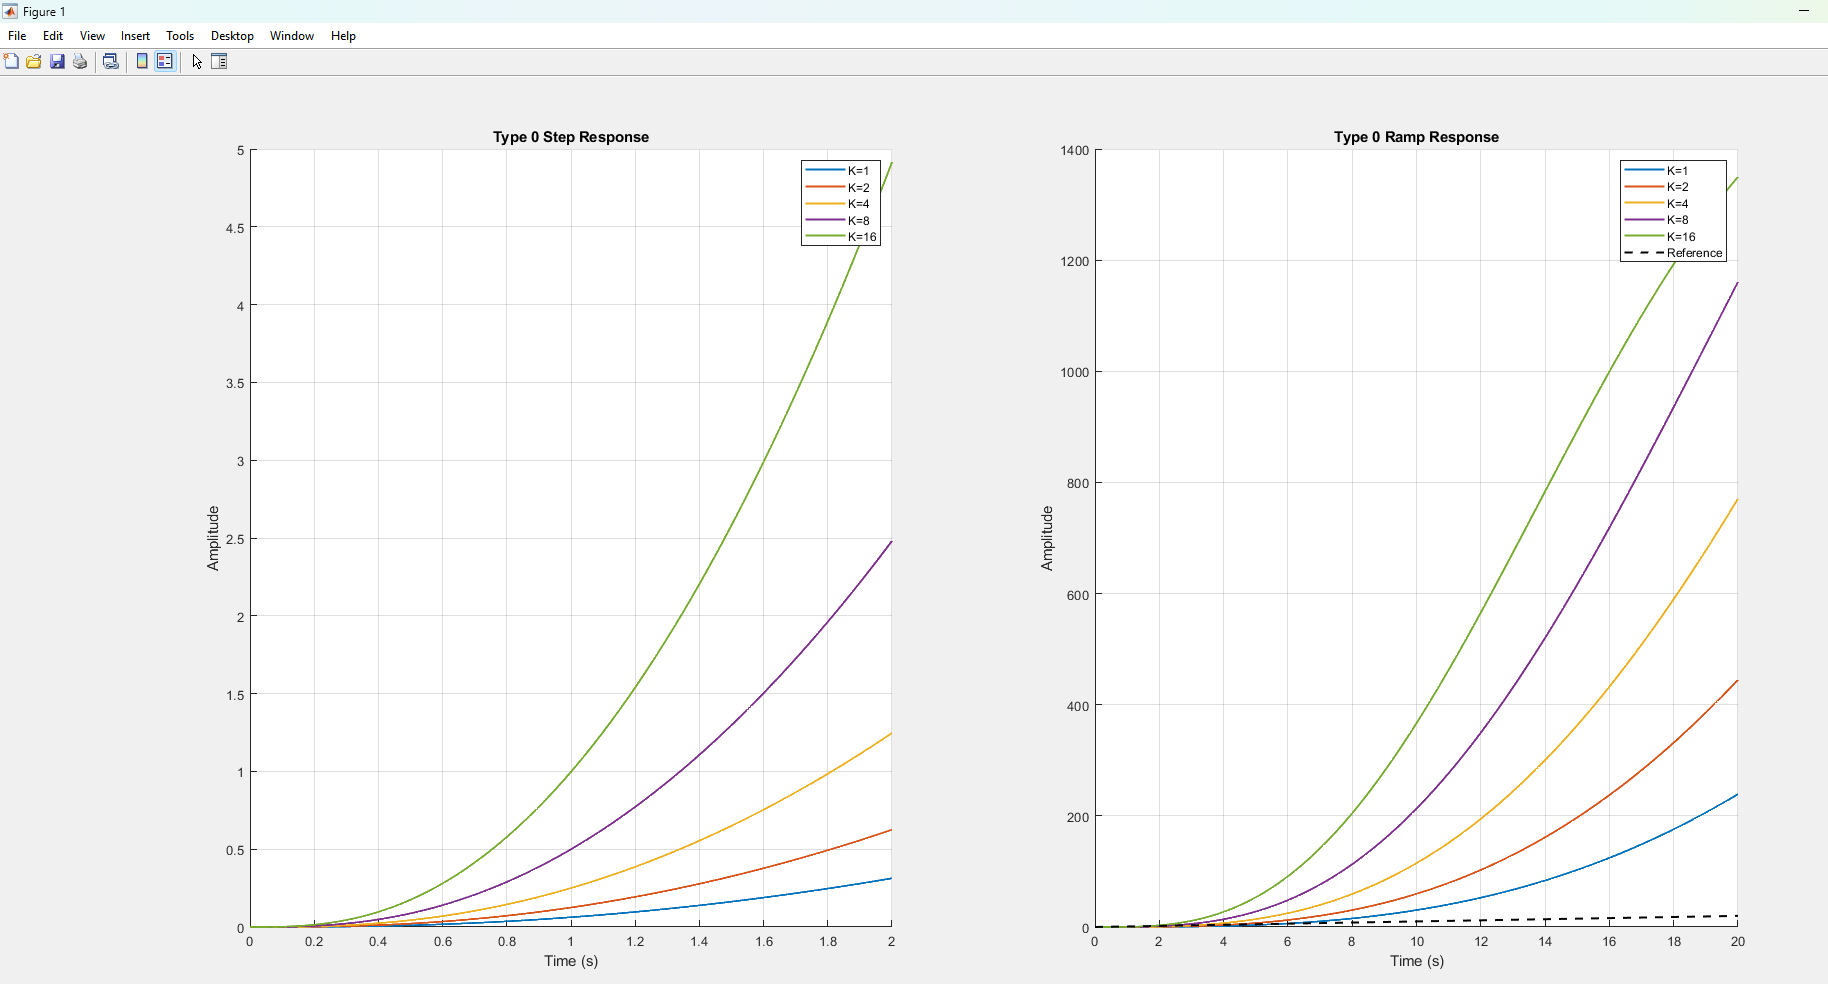 Figure 1
File Edit View Insert Tools Desktop Window Help
Type 0 Step Response
5
4.5
4
3.5
3
2.5
2
1.5
1
0.5
0
Amplitude
K=1
K=2
K=4
K=8
K=16
0 0.2 0.4 0.6 0.8 1 1.2 1.4 1.6 1.8 2
Time (s)
Type 0 Ramp Response
1400
1200
1000
800
600
400
200
0
Amplitude
K=1
K=2
K=4
K=8
K=16
Reference
0 2 4 6 8 10 12 14 16 18 20
Time (s)